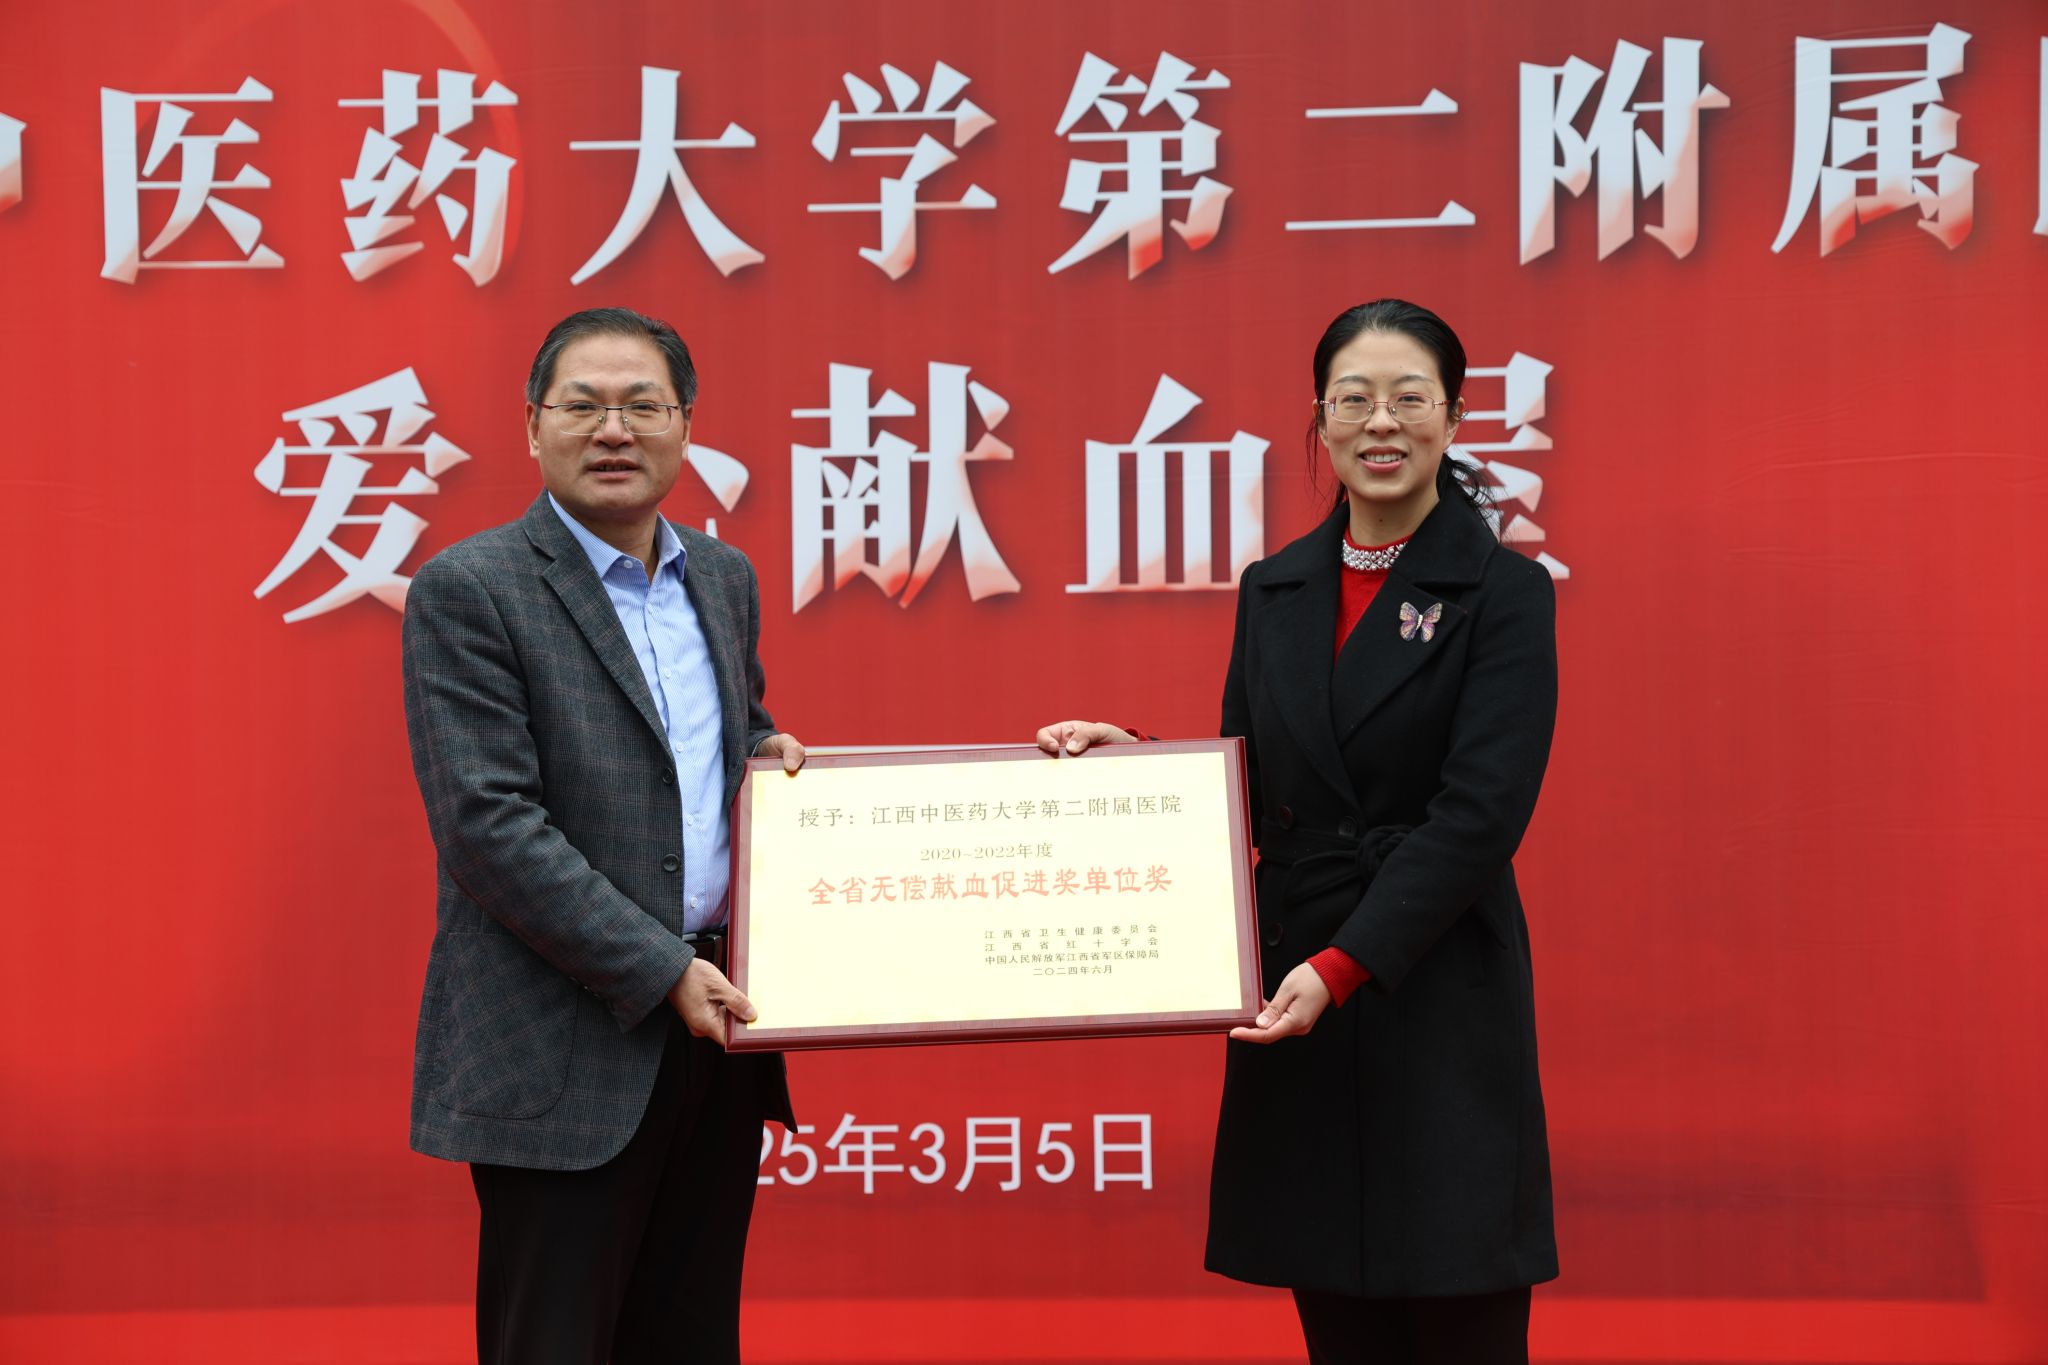 中医药大学第二附属
爱心献血屋
授予：江西中医药大学第二附属医院
2020~2022年度
全省无偿献血促进奖单位奖
江西省卫生健康委员会
江西省红十字会
中国人民解放军江西省军区保障局
二〇二四年六月
25年3月5日